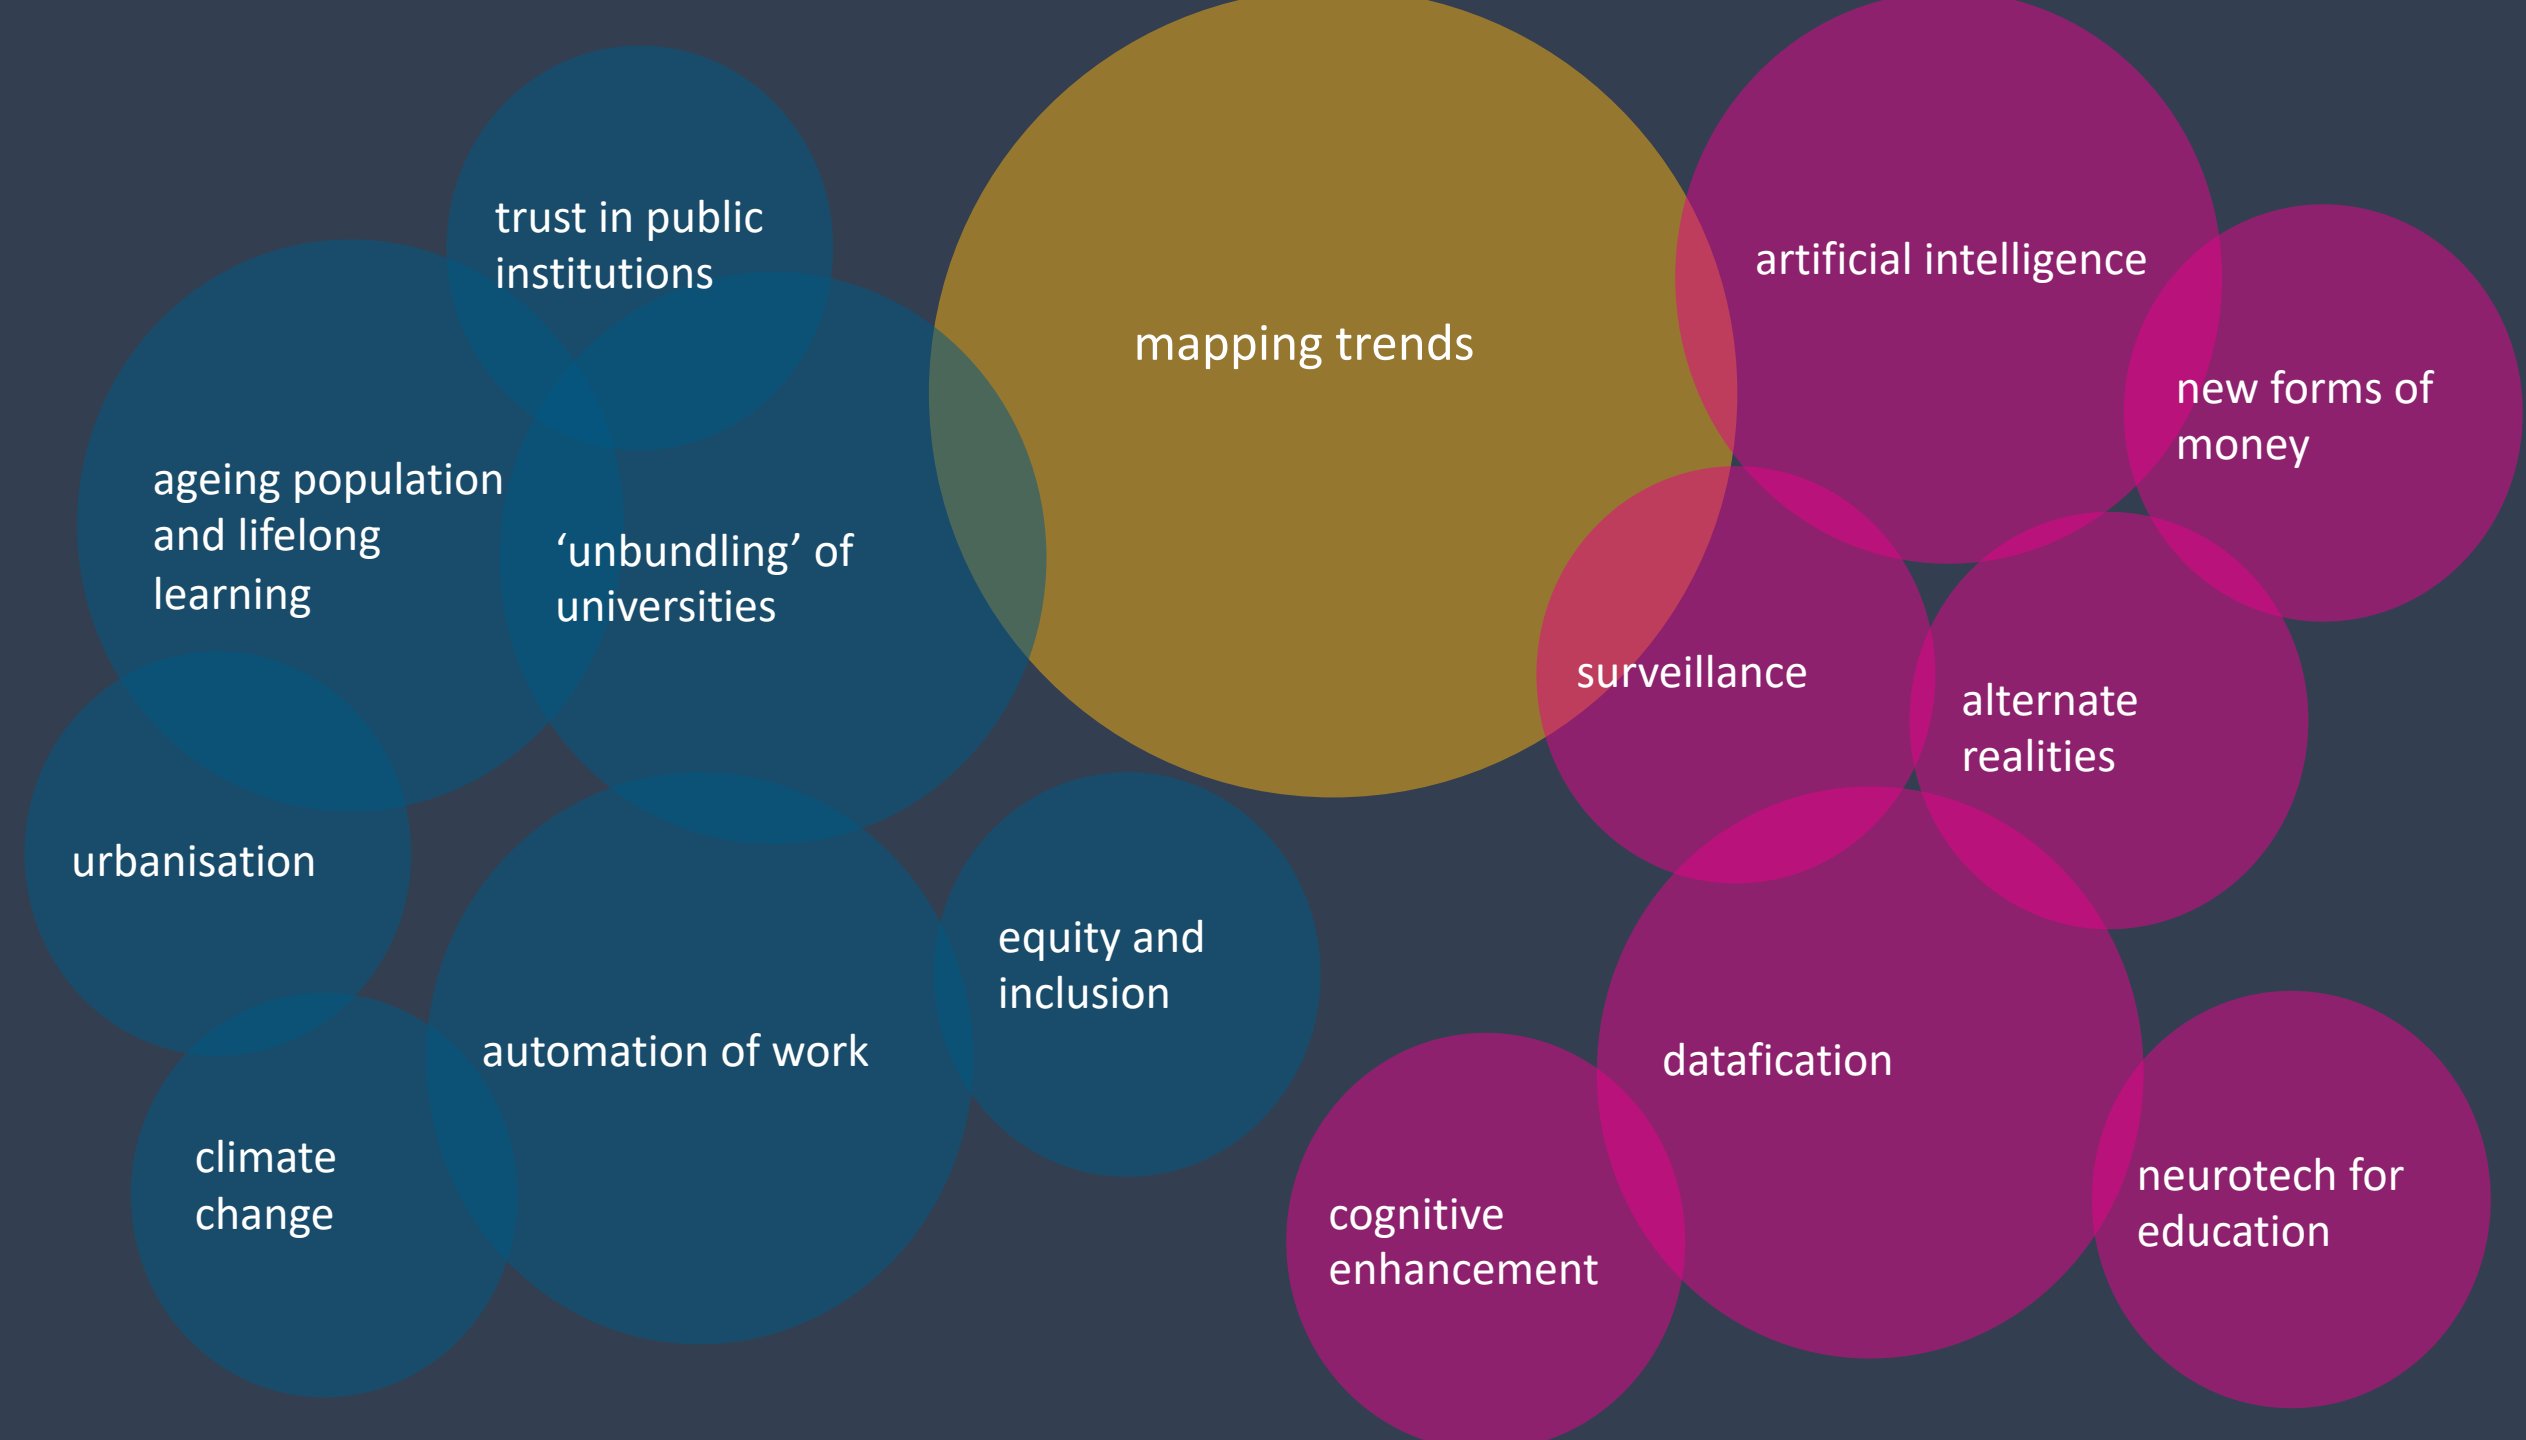 trust in public
institutions
ageing population
and lifelong
learning
‘unbundling’ of
universities
urbanisation
automation of work
climate
change
equity and
inclusion
mapping trends
artificial intelligence
new forms of
money
surveillance
alternate
realities
datafication
cognitive
enhancement
neurotech for
education